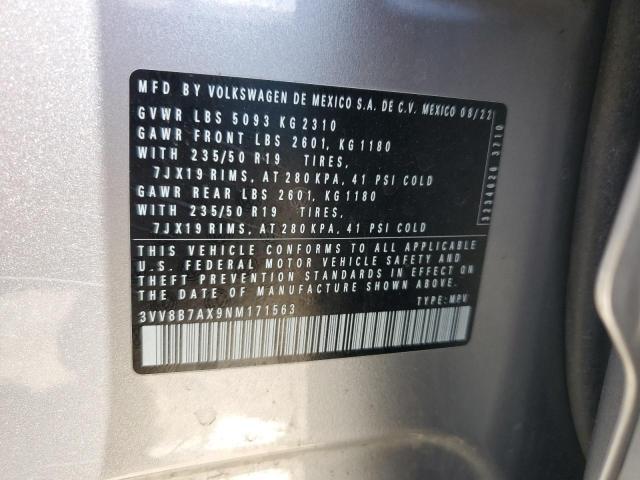 MFD BY VOLKSWAGEN DE MEXICO S.A. DE C.V. MEXICO 08/22
GVWR LBS 5093 KG 2310
GAWR FRONT LBS 2601, KG 1180
WITH 235/50 R19 TIRES,
7JX19 RIMS, AT 280 KPA, 41 PSI COLD
GAWR REAR LBS 2601, KG 1180
WITH 235/50 R19 TIRES,
7JX19 RIMS, AT 280 KPA, 41 PSI COLD
THIS VEHICLE CONFORMS TO ALL APPLICABLE
U.S. FEDERAL MOTOR VEHICLE SAFETY AND
THEFT PREVENTION STANDARDS IN EFFECT ON
THE DATE OF MANUFACTURE SHOWN ABOVE.
3VV8B7AX9NM171563 TYPE: MPV
3234020 3710